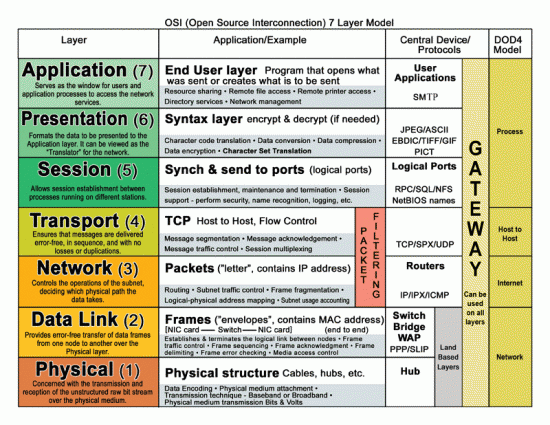 OSI (Open Source Interconnection) 7 Layer Model
Layer
Application/Example
Central Device/
Protocols
DOD4
Model
Application (7)
Serves as the window for users and
application processes to access the network
services.
End User layer Program that opens what
was sent or creates what is to be sent
Resource sharing • Remote file access • Remote printer access •
Directory services • Network management
User
Applications
SMTP
Presentation (6)
Formats the data to be presented to the
Application layer. It can be viewed as the
"Translator" for the network.
Syntax layer encrypt & decrypt (if needed)
Character code translation • Data conversion • Data compression •
Data encryption • Character Set Translation
JPEG/ASCII
EBDIC/TIFF/GIF
PICT
Process
Session (5)
Allows session establishment between
processes running on different stations.
Synch & send to ports (logical ports)
Session establishment, maintenance and termination • Session
support - perform security, name recognition, logging, etc.
Logical Ports
RPC/SQL/NFS
NetBIOS names
Transport (4)
Ensures that messages are delivered
error-free, in sequence, and with no
losses or duplications.
TCP Host to Host, Flow Control
Message segmentation • Message acknowledgement •
Message traffic control • Session multiplexing
PACKET
FILTERING
TCP/SPX/UDP
GATEWAY
Can be
used
on all
layers
Host to
Host
Network (3)
Controls the operations of the subnet,
deciding which physical path the
data takes.
Packets ("letter", contains IP address)
Routing • Subnet traffic control • Frame fragmentation •
Logical-physical address mapping • Subnet usage accounting
Routers
IP/IPX/ICMP
Internet
Data Link (2)
Provides error-free transfer of data frames
from one node to another over the
Physical layer.
Frames ("envelopes", contains MAC address)
[NIC card — Switch — NIC card] (end to end)
Establishes & terminates the logical link between nodes • Frame
traffic control • Frame sequencing • Frame acknowledgment • Frame
delimiting • Frame error checking • Media access control
Switch
Bridge
WAP
PPP/SLIP
Land
Based
Layers
Network
Physical (1)
Concerned with the transmission and
reception of the unstructured raw bit stream
over the physical medium.
Physical structure Cables, hubs, etc.
Data Encoding • Physical medium attachment •
Transmission technique - Baseband or Broadband •
Physical medium transmission Bits & Volts
Hub